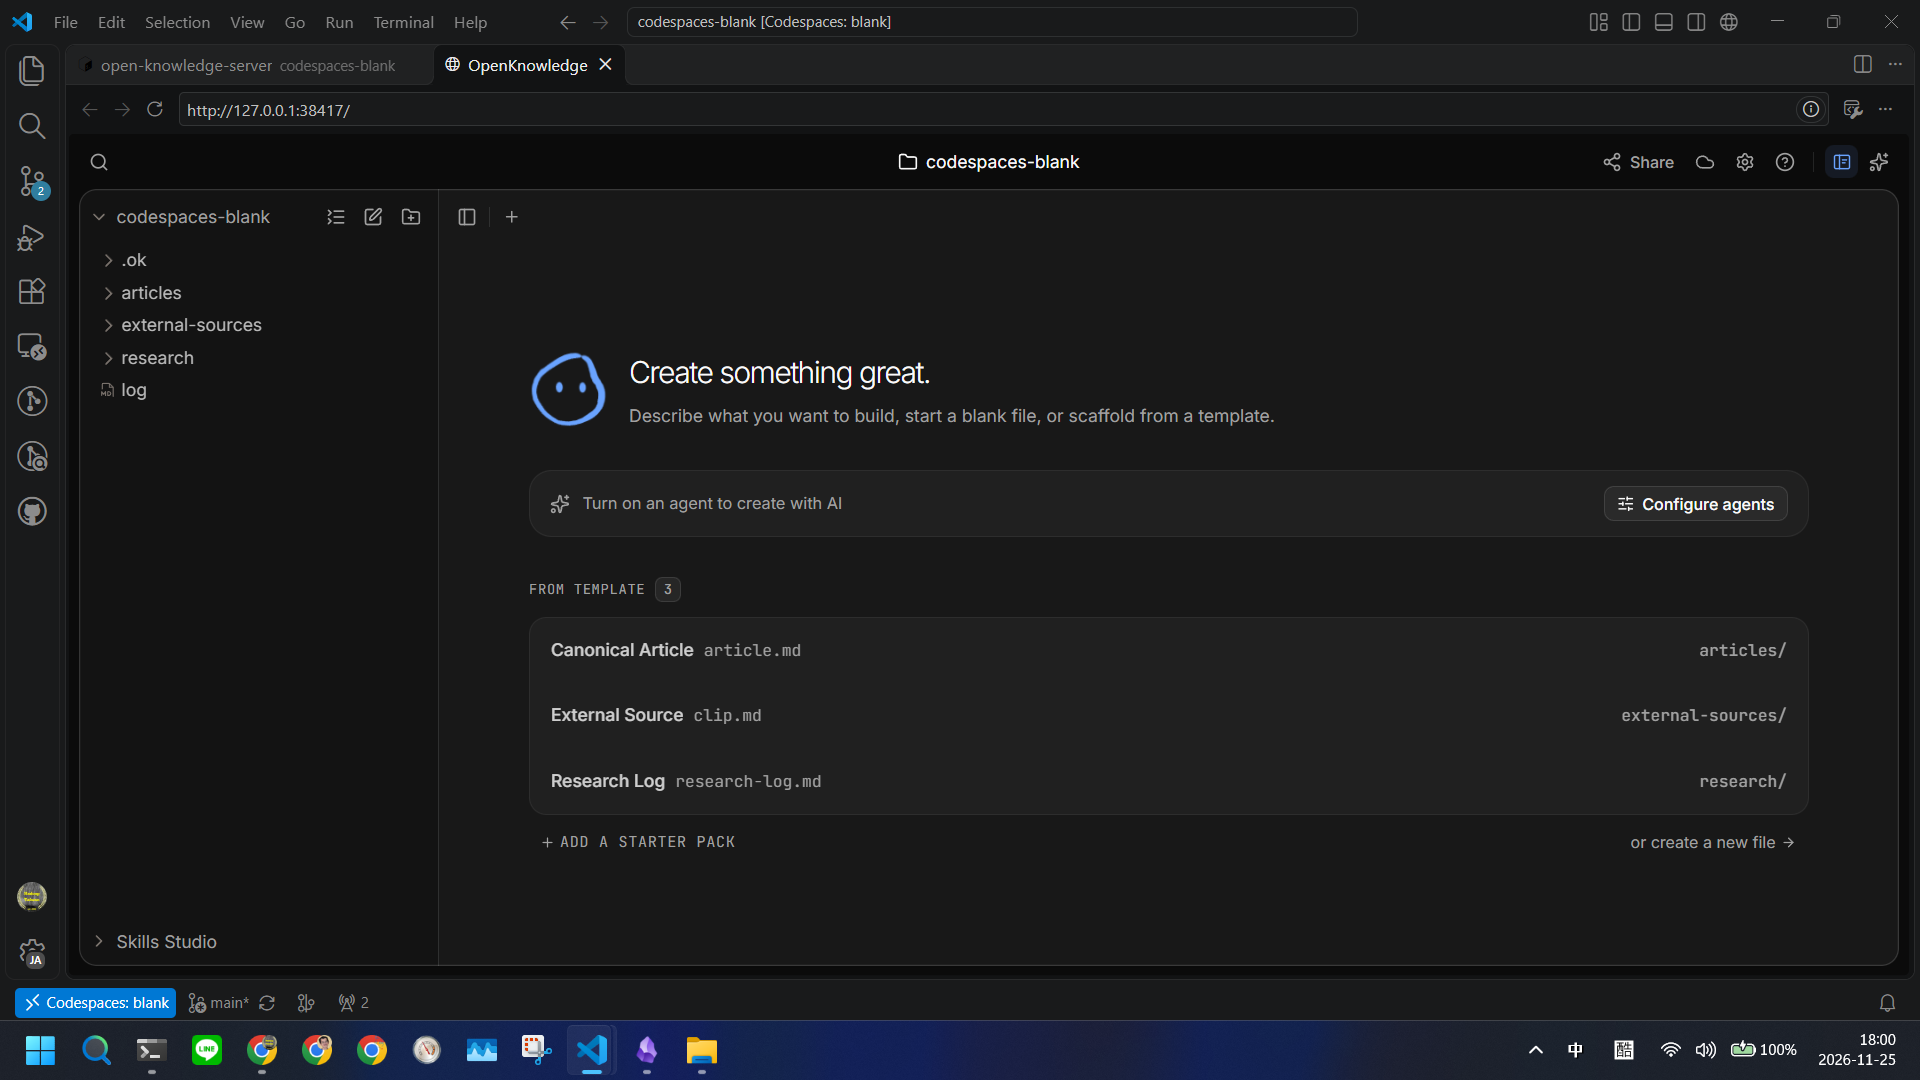 File Edit Selection View Go Run Terminal Help
codespaces-blank [Codespaces: blank]
open-knowledge-server codespaces-blank
OpenKnowledge
http://127.0.0.1:38417/
codespaces-blank
Share
codespaces-blank
.ok
articles
external-sources
research
log
Skills Studio
Create something great.
Describe what you want to build, start a blank file, or scaffold from a template.
Turn on an agent to create with AI
Configure agents
FROM TEMPLATE 3
Canonical Article article.md articles/
External Source clip.md external-sources/
Research Log research-log.md research/
+ ADD A STARTER PACK
or create a new file →
2
JA
Codespaces: blank
main*
2
LINE
中
酷
100%
18:00
2026-11-25